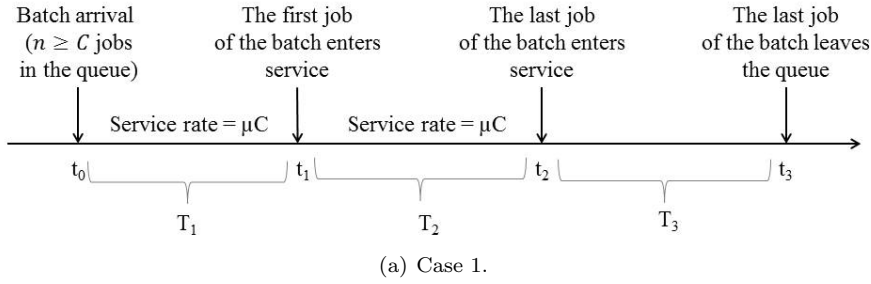 Batch arrival
(n ≥ C jobs
in the queue)
The first job
of the batch enters
service
The last job
of the batch enters
service
The last job
of the batch leaves
the queue
Service rate = μC
Service rate = μC
t₀
t₁
t₂
t₃
T₁
T₂
T₃
(a) Case 1.